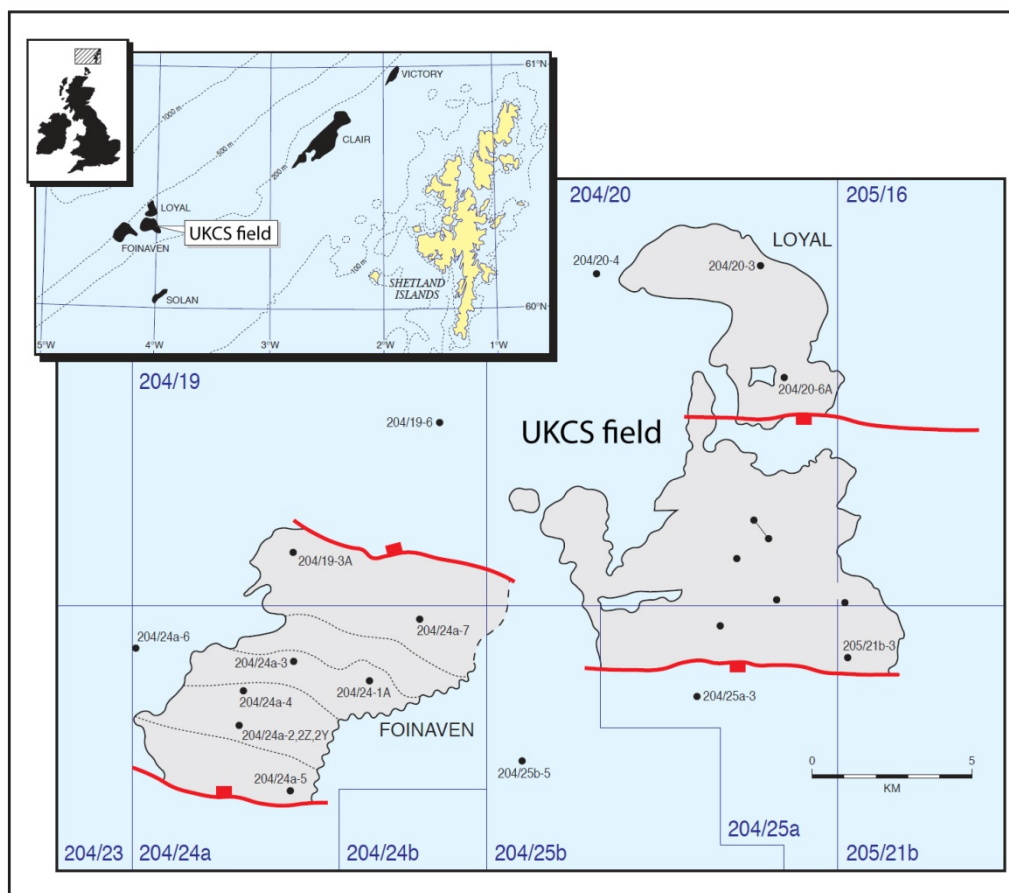 61°N
VICTORY
1000 m
500 m
CLAIR
200 m
LOYAL
UKCS field
FOINAVEN
100 m
SHETLAND
ISLANDS
SOLAN
60°N
5°W
4°W
3°W
2°W
1°W
204/20
205/16
LOYAL
204/20-4
204/20-3
204/19
204/20-6A
204/19-6
UKCS field
204/19-3A
204/24a-6
204/24a-7
204/24a-3
205/21b-3
204/24-1A
204/24a-4
204/25a-3
204/24a-2,2Z,2Y
FOINAVEN
204/25b-5
0
5
KM
204/24a-5
204/25a
204/23
204/24a
204/24b
204/25b
205/21b